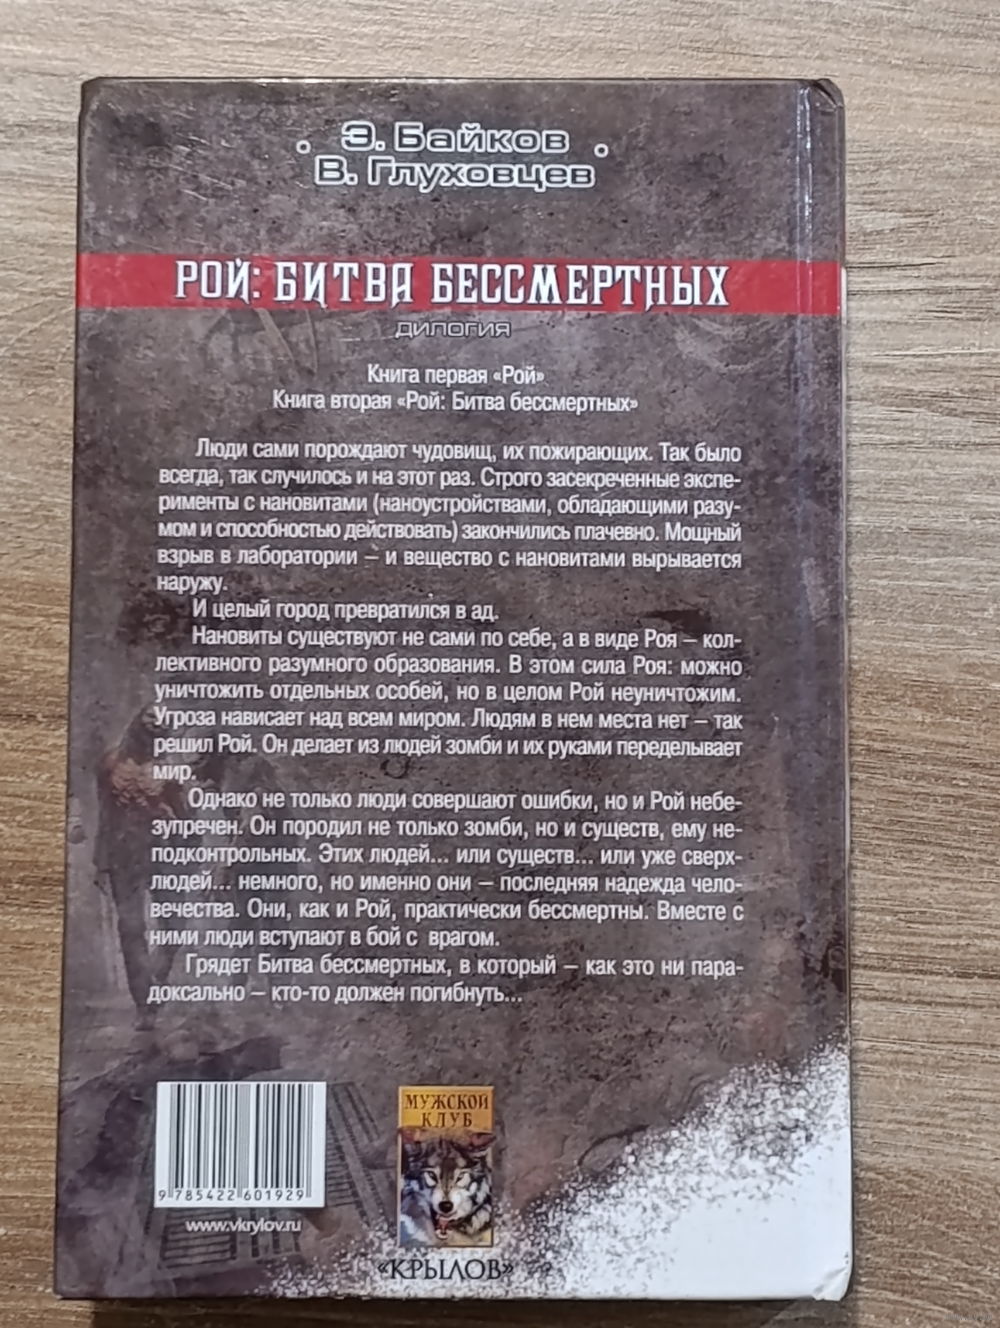 Э. Байков
В. Глуховцев
РОЙ: БИТВА БЕССМЕРТНЫХ
ДИЛОГИЯ
Книга первая «Рой»
Книга вторая «Рой: Битва бессмертных»
Люди сами порождают чудовищ, их пожирающих. Так было
всегда, так случилось и на этот раз. Строго засекреченные экспе-
рименты с нановитами (наноустройствами, обладающими разу-
мом и способностью действовать) закончились плачевно. Мощный
взрыв в лаборатории – и вещество с нановитами вырывается
наружу.
И целый город превратился в ад.
Нановиты существуют не сами по себе, а в виде Роя – кол-
лективного разумного образования. В этом сила Роя: можно
уничтожить отдельных особей, но в целом Рой неуничтожим.
Угроза нависает над всем миром. Людям в нем места нет – так
решил Рой. Он делает из людей зомби и их руками переделывает
мир.
Однако не только люди совершают ошибки, но и Рой небе-
зупречен. Он породил не только зомби, но и существ, ему не-
подконтрольных. Этих людей... или существ... или уже сверх-
людей... немного, но именно они – последняя надежда чело-
вечества. Они, как и Рой, практически бессмертны. Вместе с
ними люди вступают в бой с врагом.
Грядет Битва бессмертных, в который – как это ни пара-
доксально – кто-то должен погибнуть...
МУЖСКОЙ
КЛУБ
9 785422 601929
www.vkrylov.ru
«КРЫЛОВ»